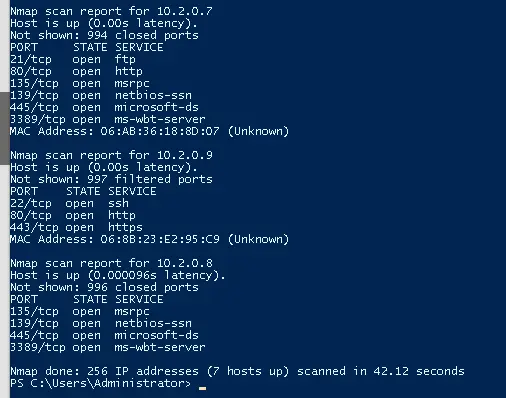 Nmap scan report for 10.2.0.7
Host is up (0.00s latency).
Not shown: 994 closed ports
PORT     STATE SERVICE
21/tcp   open  ftp
80/tcp   open  http
135/tcp  open  msrpc
139/tcp  open  netbios-ssn
445/tcp  open  microsoft-ds
3389/tcp open  ms-wbt-server
MAC Address: 06:AB:36:18:8D:07 (Unknown)

Nmap scan report for 10.2.0.9
Host is up (0.00s latency).
Not shown: 997 filtered ports
PORT    STATE SERVICE
22/tcp  open  ssh
80/tcp  open  http
443/tcp open  https
MAC Address: 06:8B:23:E2:95:C9 (Unknown)

Nmap scan report for 10.2.0.8
Host is up (0.000096s latency).
Not shown: 996 closed ports
PORT     STATE SERVICE
135/tcp  open  msrpc
139/tcp  open  netbios-ssn
445/tcp  open  microsoft-ds
3389/tcp open  ms-wbt-server

Nmap done: 256 IP addresses (7 hosts up) scanned in 42.12 seconds
PS C:\Users\Administrator> _